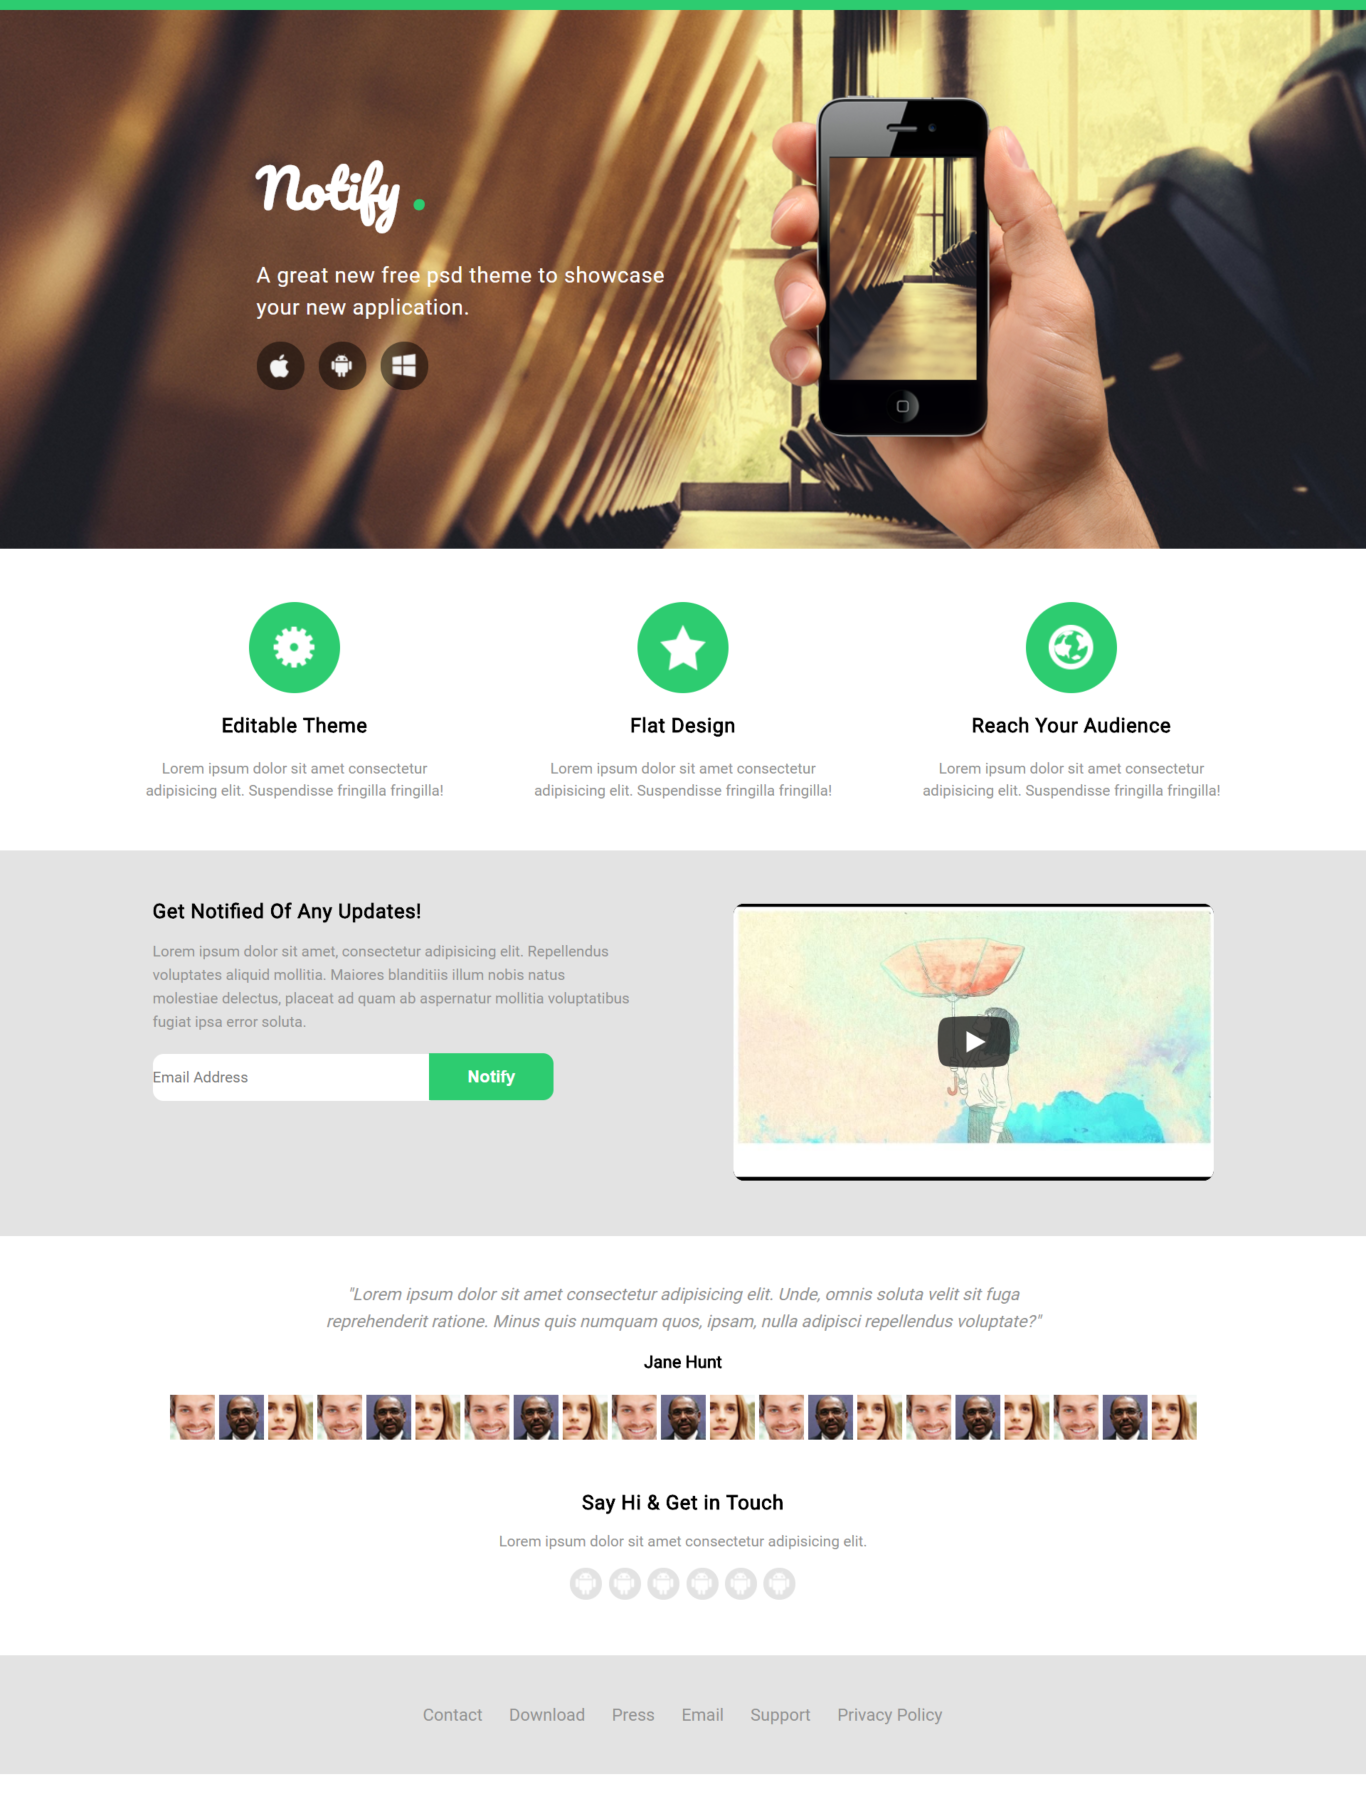 Notify .
A great new free psd theme to showcase
your new application.
Editable Theme
Lorem ipsum dolor sit amet consectetur
adipisicing elit. Suspendisse fringilla fringilla!
Flat Design
Lorem ipsum dolor sit amet consectetur
adipisicing elit. Suspendisse fringilla fringilla!
Reach Your Audience
Lorem ipsum dolor sit amet consectetur
adipisicing elit. Suspendisse fringilla fringilla!
Get Notified Of Any Updates!
Lorem ipsum dolor sit amet, consectetur adipisicing elit. Repellendus
voluptates aliquid mollitia. Maiores blanditiis illum nobis natus
molestiae delectus, placeat ad quam ab aspernatur mollitia voluptatibus
fugiat ipsa error soluta.
Email Address
Notify
"Lorem ipsum dolor sit amet consectetur adipisicing elit. Unde, omnis soluta velit sit fuga
reprehenderit ratione. Minus quis numquam quos, ipsam, nulla adipisci repellendus voluptate?"
Jane Hunt
Say Hi & Get in Touch
Lorem ipsum dolor sit amet consectetur adipisicing elit.
Contact Download Press Email Support Privacy Policy